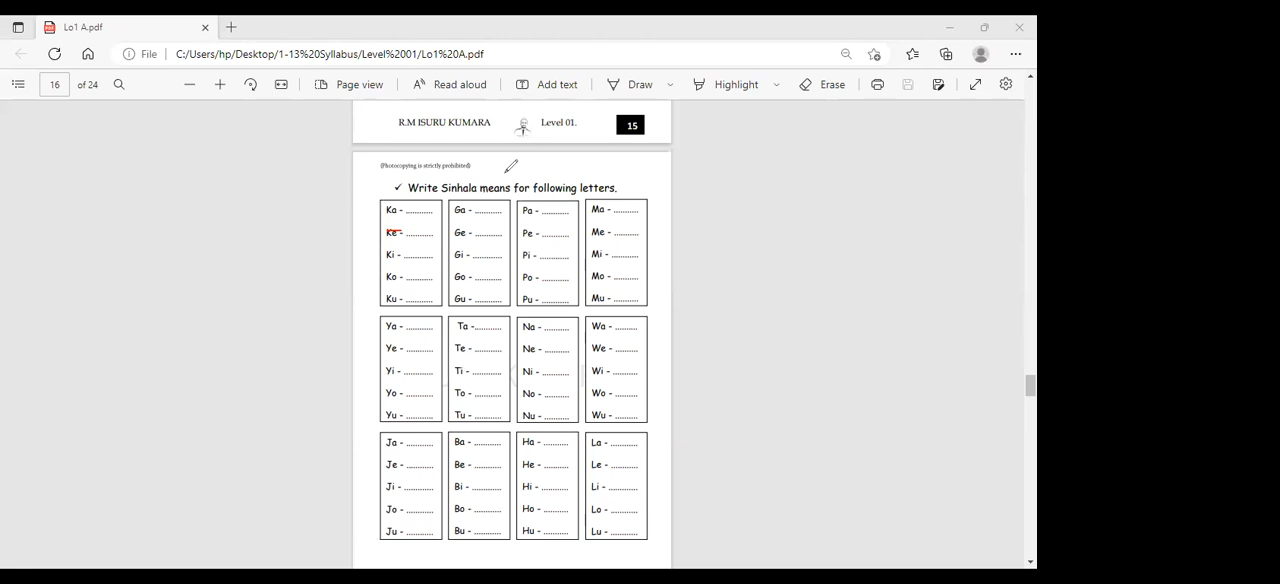 Lo1 A.pdf
File C:/Users/hp/Desktop/1-13%20Syllabus/Level%2001/Lo1%20A.pdf
16 of 24 Page view Read aloud Add text Draw Highlight Erase
R.M ISURU KUMARA Level 01. 15
(Photocopying is strictly prohibited)
✓ Write Sinhala means for following letters.
Ka - ........... Ga - ........... Pa - ........... Ma - ..........
Ke - ........... Ge - ........... Pe - ........... Me - ..........
Ki - ............ Gi - ............ Pi - ............ Mi - ............
Ko - ........... Go - ........... Po - ........... Mo - ..........
Ku - ........... Gu - ........... Pu - ........... Mu - ..........
Ya - ........... Ta -........... Na - .......... Wa - .........
Ye - ........... Te - ........... Ne - .......... We - .........
Yi - ............ Ti - ............ Ni - ........... Wi - ..........
Yo - ........... To - ........... No - .......... Wo - .........
Yu - ........... Tu - ........... Nu - .......... Wu - .........
Ja - ........... Ba - ........... Ha - .......... La - ...........
Je - ........... Be - ........... He - .......... Le - ...........
Ji - ............ Bi - ............ Hi - ........... Li - ............
Jo - ........... Bo - ........... Ho - .......... Lo - ...........
Ju - ........... Bu - ........... Hu - .......... Lu - ...........